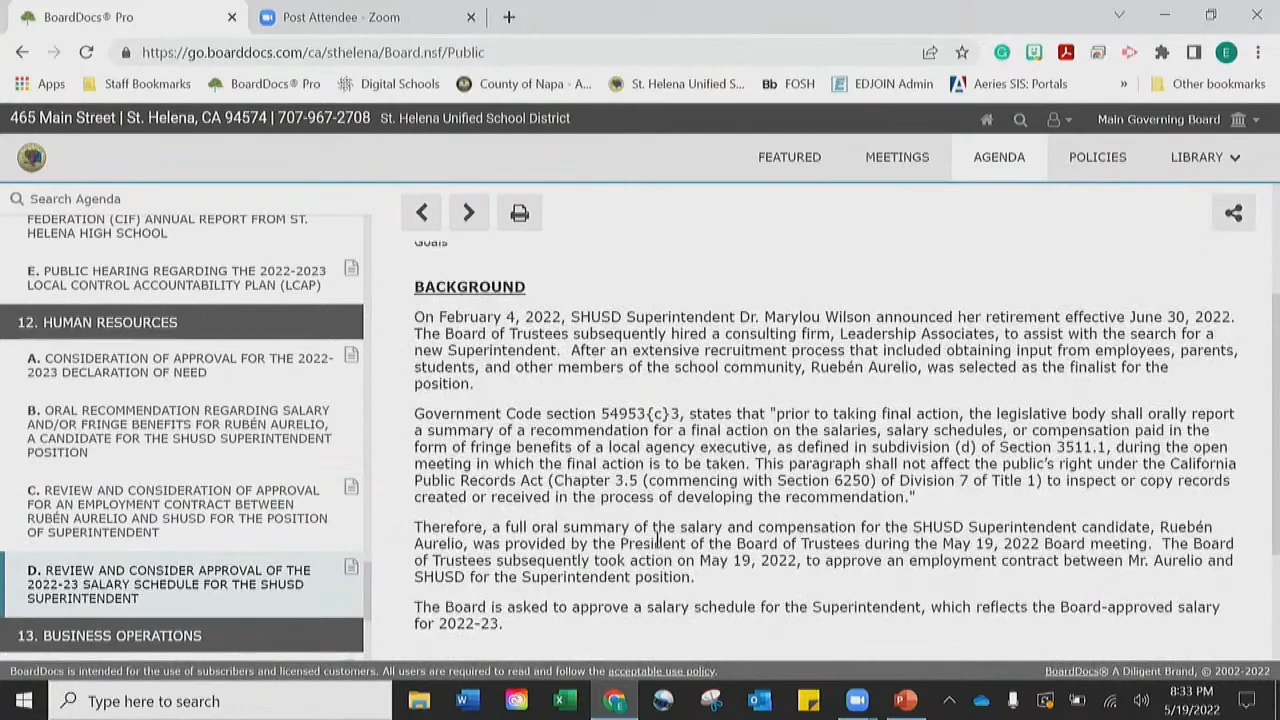 BoardDocs® Pro
Post Attendee - Zoom
https://go.boarddocs.com/ca/sthelena/Board.nsf/Public
E
Apps
Staff Bookmarks
BoardDocs® Pro
Digital Schools
County of Napa - A...
St. Helena Unified S...
Bb FOSH
EDJOIN Admin
Aeries SIS: Portals
»
Other bookmarks
465 Main Street | St. Helena, CA 94574 | 707-967-2708 St. Helena Unified School District
Main Governing Board
FEATURED
MEETINGS
AGENDA
POLICIES
LIBRARY
Search Agenda
FEDERATION (CIF) ANNUAL REPORT FROM ST.
HELENA HIGH SCHOOL
E. PUBLIC HEARING REGARDING THE 2022-2023
LOCAL CONTROL ACCOUNTABILITY PLAN (LCAP)
12. HUMAN RESOURCES
A. CONSIDERATION OF APPROVAL FOR THE 2022-
2023 DECLARATION OF NEED
B. ORAL RECOMMENDATION REGARDING SALARY
AND/OR FRINGE BENEFITS FOR RUBÉN AURELIO,
A CANDIDATE FOR THE SHUSD SUPERINTENDENT
POSITION
C. REVIEW AND CONSIDERATION OF APPROVAL
FOR AN EMPLOYMENT CONTRACT BETWEEN
RUBÉN AURELIO AND SHUSD FOR THE POSITION
OF SUPERINTENDENT
D. REVIEW AND CONSIDER APPROVAL OF THE
2022-23 SALARY SCHEDULE FOR THE SHUSD
SUPERINTENDENT
13. BUSINESS OPERATIONS
Goals
BACKGROUND
On February 4, 2022, SHUSD Superintendent Dr. Marylou Wilson announced her retirement effective June 30, 2022.
The Board of Trustees subsequently hired a consulting firm, Leadership Associates, to assist with the search for a
new Superintendent. After an extensive recruitment process that included obtaining input from employees, parents,
students, and other members of the school community, Ruebén Aurelio, was selected as the finalist for the
position.
Government Code section 54953{c}3, states that "prior to taking final action, the legislative body shall orally report
a summary of a recommendation for a final action on the salaries, salary schedules, or compensation paid in the
form of fringe benefits of a local agency executive, as defined in subdivision (d) of Section 3511.1, during the open
meeting in which the final action is to be taken. This paragraph shall not affect the public's right under the California
Public Records Act (Chapter 3.5 (commencing with Section 6250) of Division 7 of Title 1) to inspect or copy records
created or received in the process of developing the recommendation."
Therefore, a full oral summary of the salary and compensation for the SHUSD Superintendent candidate, Ruebén
Aurelio, was provided by the President of the Board of Trustees during the May 19, 2022 Board meeting. The Board
of Trustees subsequently took action on May 19, 2022, to approve an employment contract between Mr. Aurelio and
SHUSD for the Superintendent position.
The Board is asked to approve a salary schedule for the Superintendent, which reflects the Board-approved salary
for 2022-23.
BoardDocs is intended for the use of subscribers and licensed customers. All users are required to read and follow the acceptable use policy.
BoardDocs® A Diligent Brand, © 2002-2022
Type here to search
8:33 PM
5/19/2022